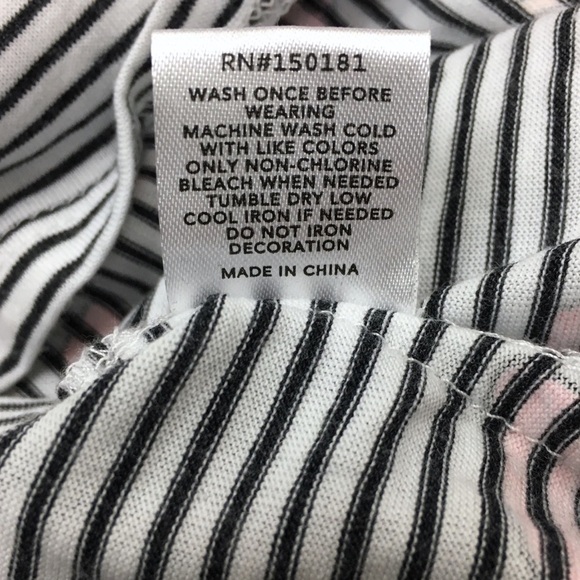 RN#150181
WASH ONCE BEFORE
WEARING
MACHINE WASH COLD
WITH LIKE COLORS
ONLY NON-CHLORINE
BLEACH WHEN NEEDED
TUMBLE DRY LOW
COOL IRON IF NEEDED
DO NOT IRON
DECORATION
MADE IN CHINA